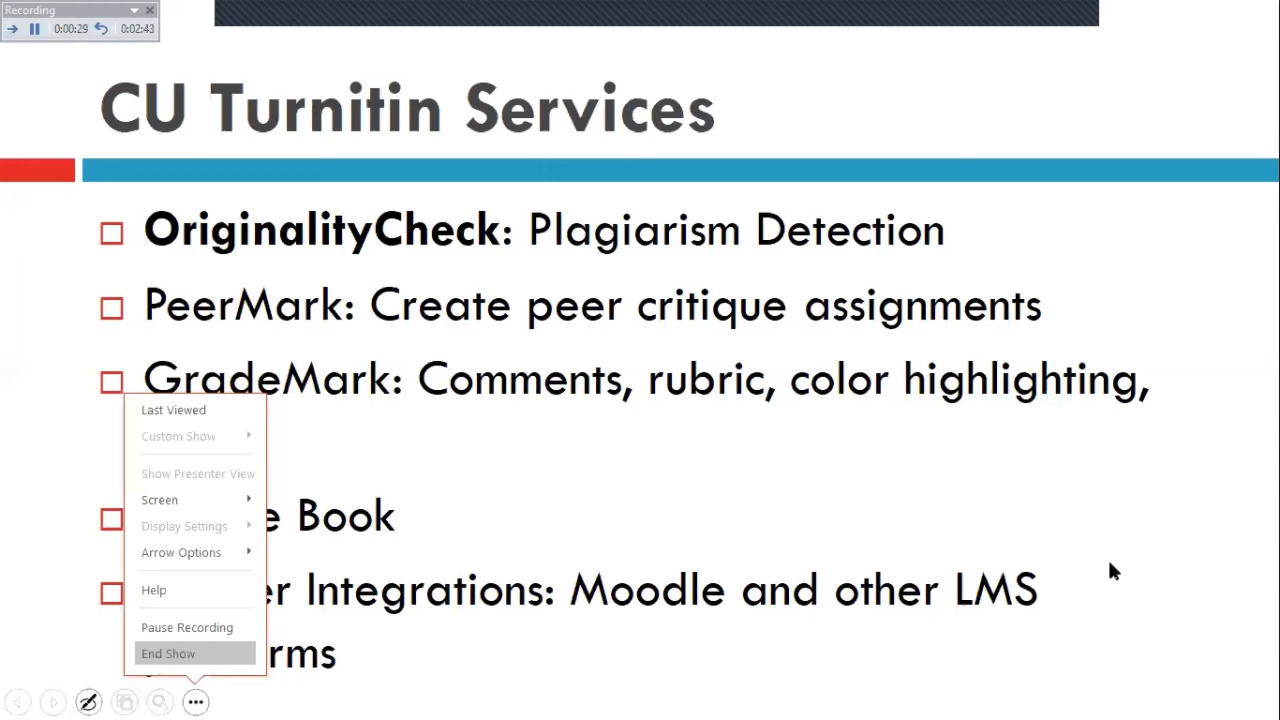 Recording
0:00:29 0:02:43
CU Turnitin Services
OriginalityCheck: Plagiarism Detection
PeerMark: Create peer critique assignments
GradeMark: Comments, rubric, color highlighting,
Last Viewed
Custom Show
Show Presenter View
Screen
Display Settings
Arrow Options
Help
Pause Recording
End Show
Book
Integrations: Moodle and other LMS